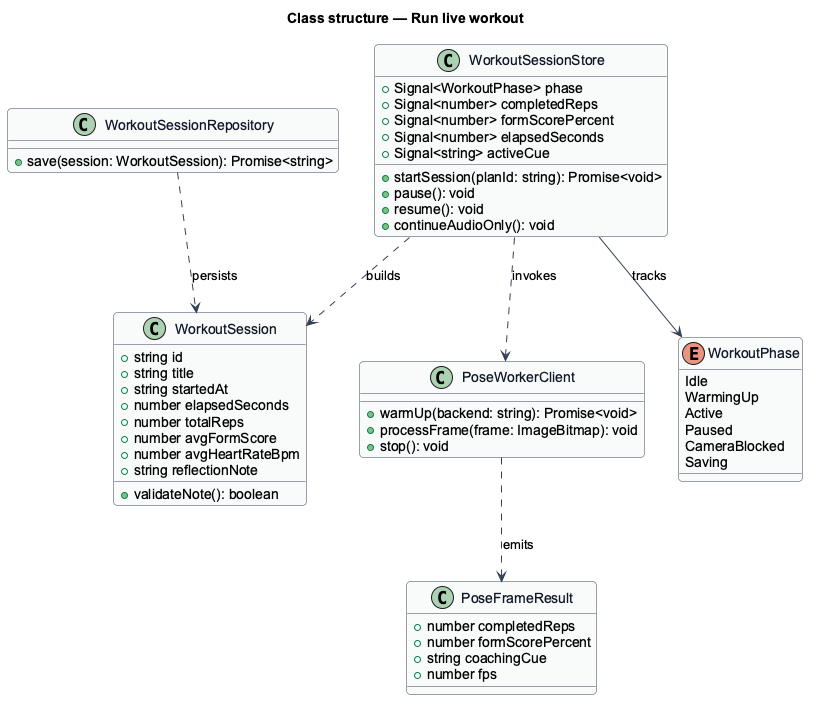 Class structure — Run live workout
C WorkoutSessionStore
Signal<WorkoutPhase> phase
Signal<number> completedReps
Signal<number> formScorePercent
Signal<number> elapsedSeconds
Signal<string> activeCue
startSession(planId: string): Promise<void>
pause(): void
resume(): void
continueAudioOnly(): void
C WorkoutSessionRepository
save(session: WorkoutSession): Promise<string>
persists
builds
invokes
tracks
C WorkoutSession
string id
string title
string startedAt
number elapsedSeconds
number totalReps
number avgFormScore
number avgHeartRateBpm
string reflectionNote
validateNote(): boolean
C PoseWorkerClient
warmUp(backend: string): Promise<void>
processFrame(frame: ImageBitmap): void
stop(): void
E WorkoutPhase
Idle
WarmingUp
Active
Paused
CameraBlocked
Saving
emits
C PoseFrameResult
number completedReps
number formScorePercent
string coachingCue
number fps